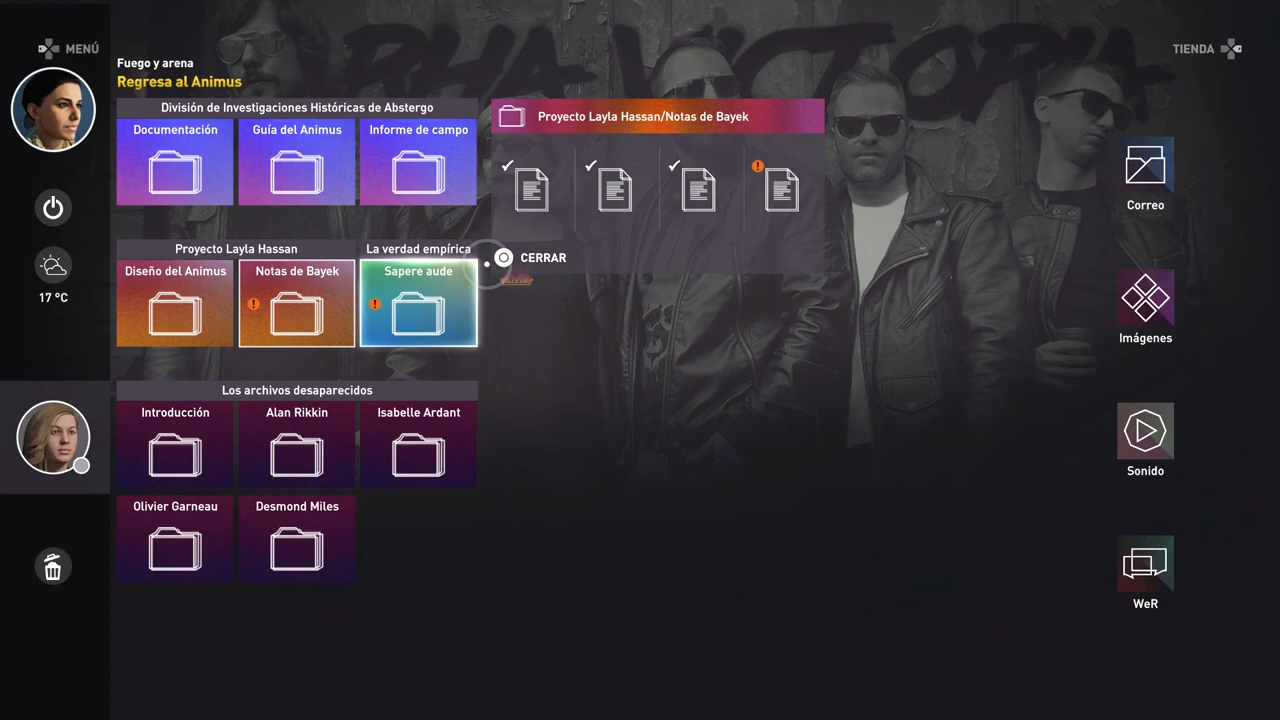 MENÚ
TIENDA
Fuego y arena
Regresa al Animus
División de Investigaciones Históricas de Abstergo
Documentación
Guía del Animus
Informe de campo
Proyecto Layla Hassan/Notas de Bayek
CERRAR
Proyecto Layla Hassan
La verdad empírica
Diseño del Animus
Notas de Bayek
Sapere aude
17 °C
Los archivos desaparecidos
Introducción
Alan Rikkin
Isabelle Ardant
Olivier Garneau
Desmond Miles
Correo
Imágenes
Sonido
WeR